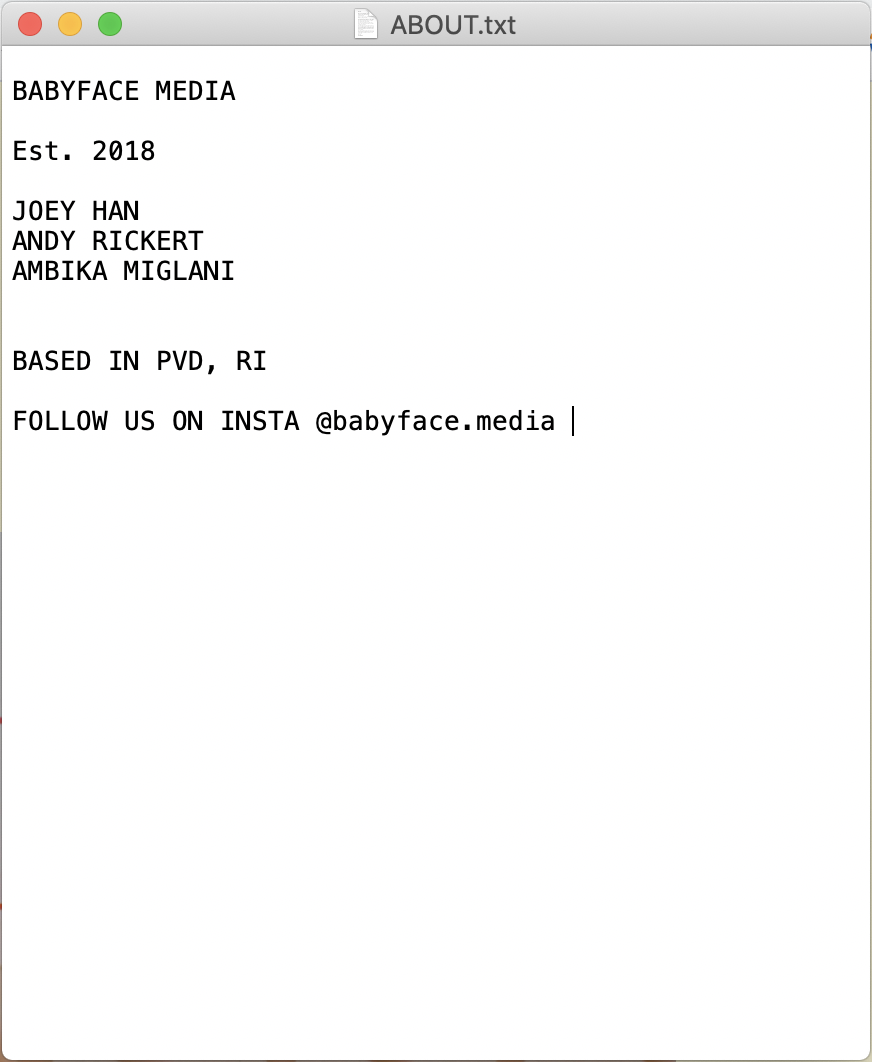 ABOUT.txt
BABYFACE MEDIA
Est. 2018
JOEY HAN
ANDY RICKERT
AMBIKA MIGLANI
BASED IN PVD, RI
FOLLOW US ON INSTA @babyface.media